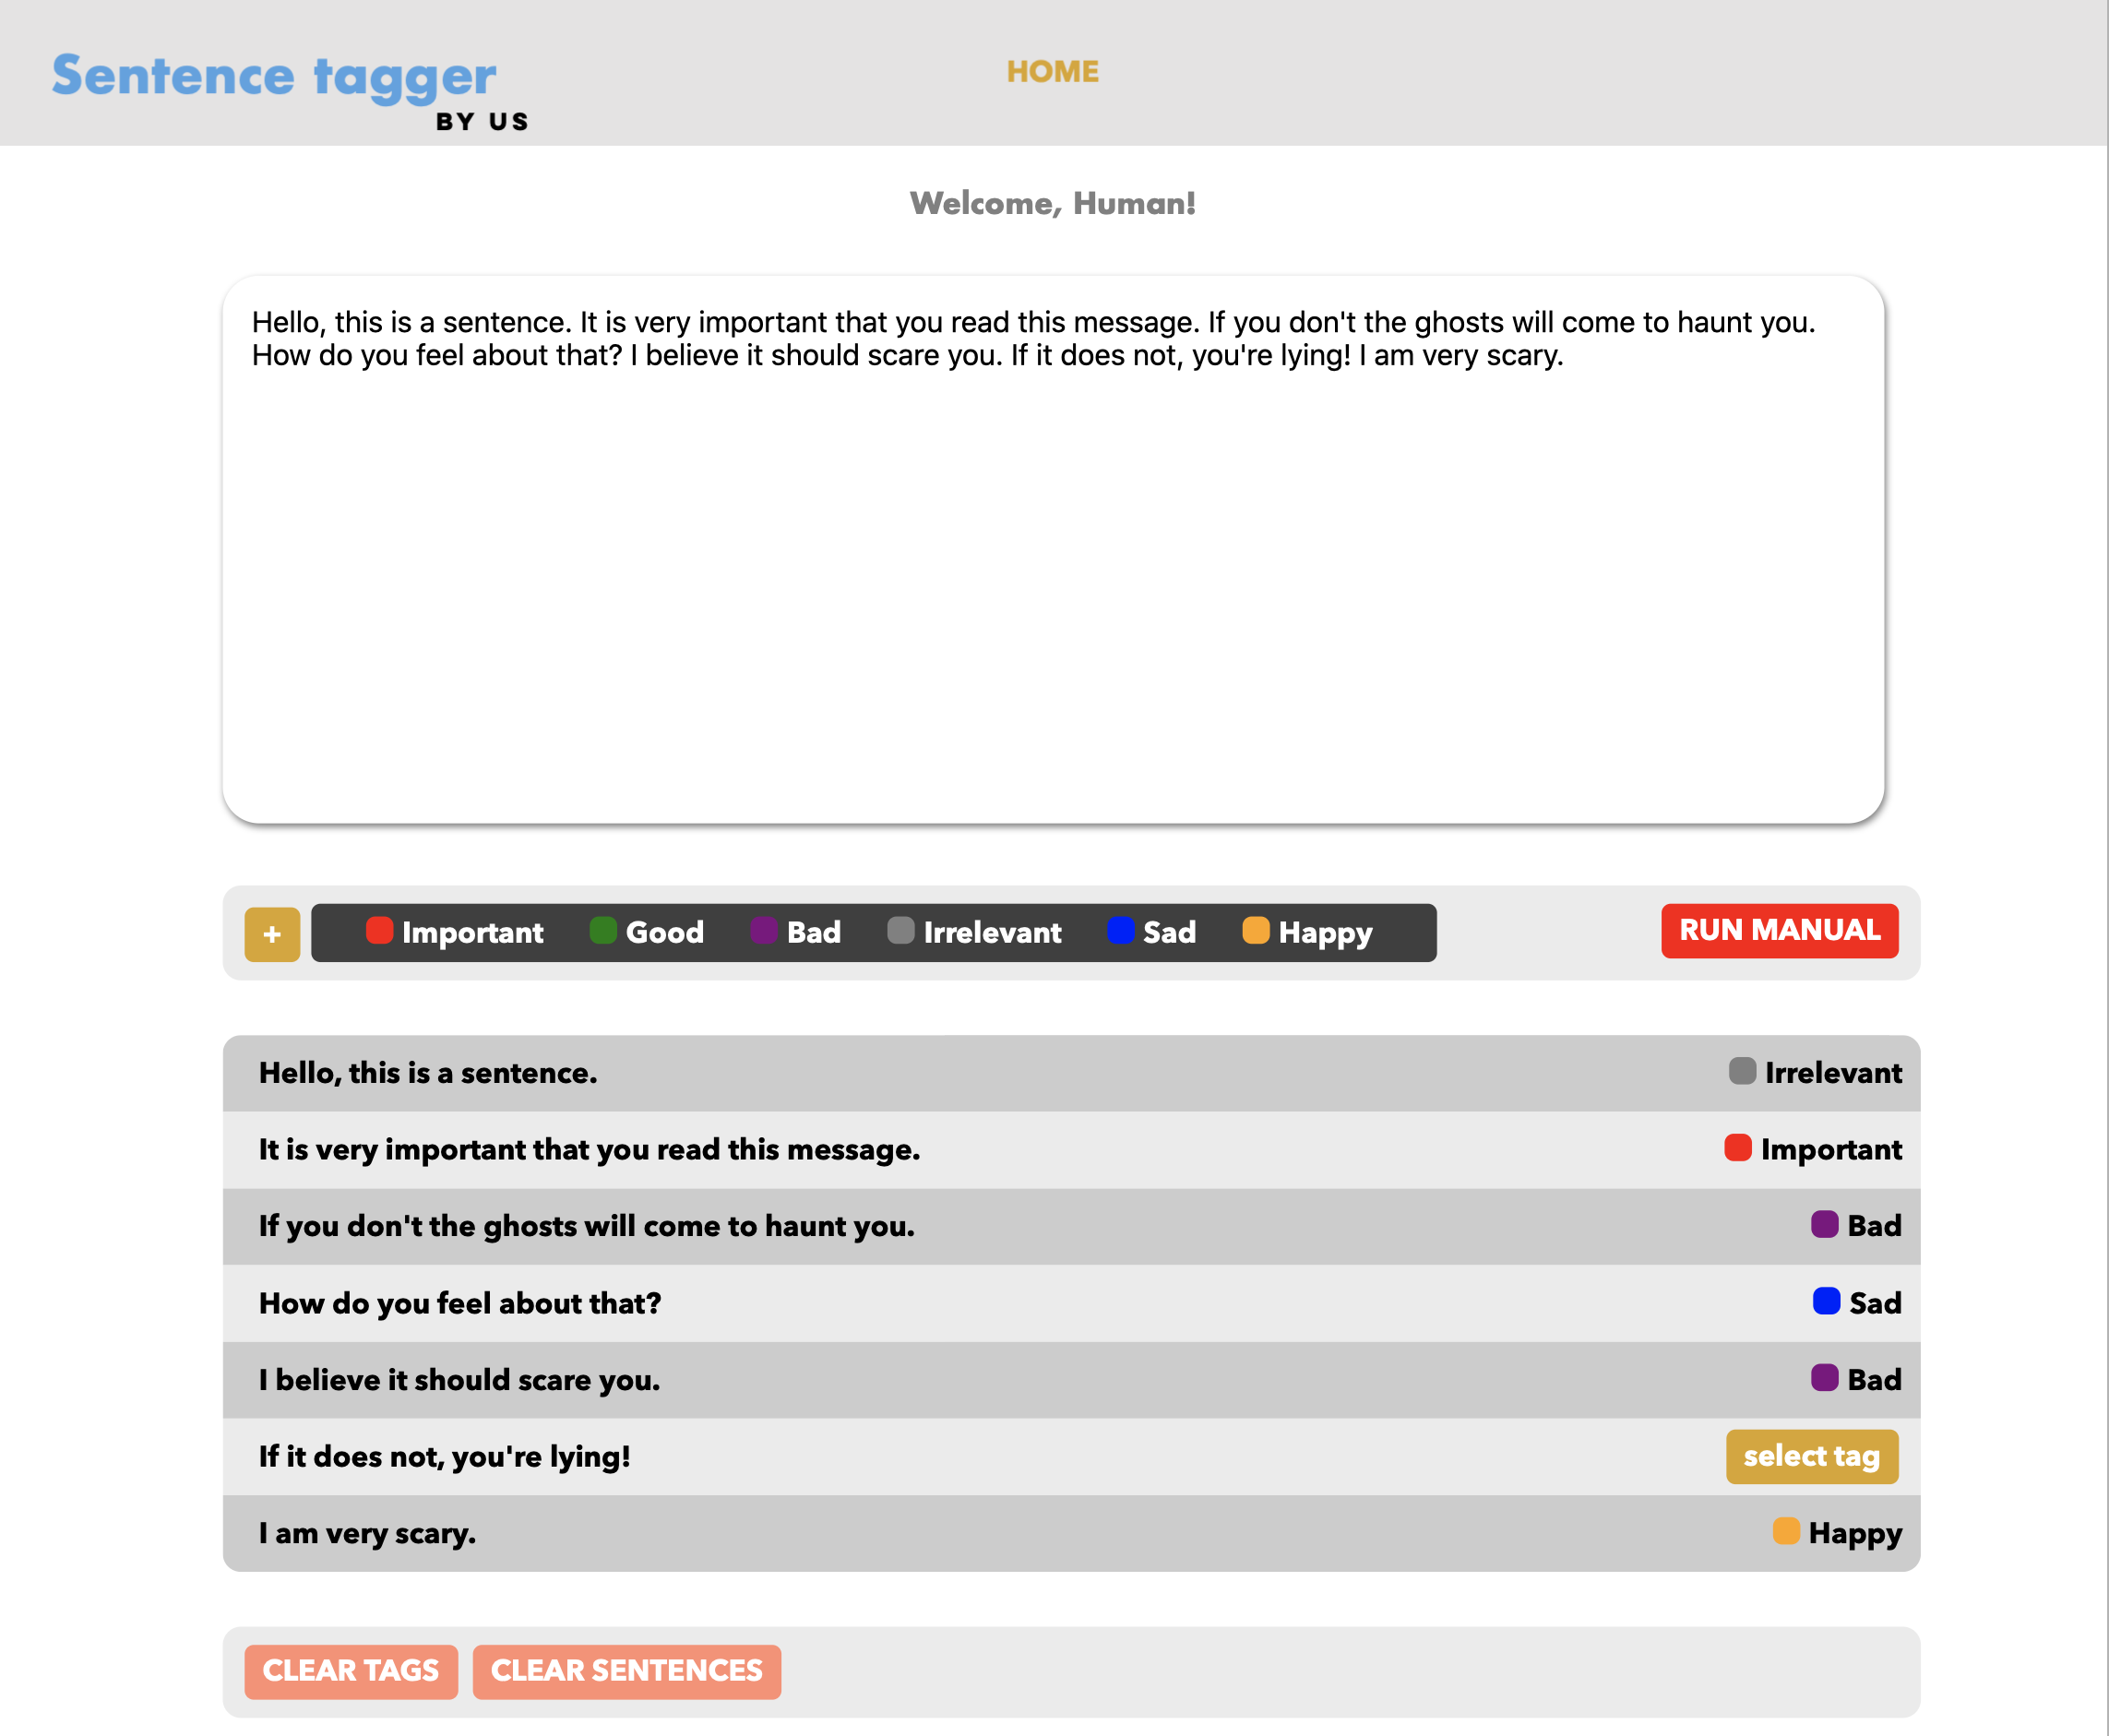 Sentence tagger
BY US
HOME
Welcome, Human!
Hello, this is a sentence. It is very important that you read this message. If you don't the ghosts will come to haunt you.
How do you feel about that? I believe it should scare you. If it does not, you're lying! I am very scary.
+ Important Good Bad Irrelevant Sad Happy RUN MANUAL
Hello, this is a sentence. Irrelevant
It is very important that you read this message. Important
If you don't the ghosts will come to haunt you. Bad
How do you feel about that? Sad
I believe it should scare you. Bad
If it does not, you're lying! select tag
I am very scary. Happy
CLEAR TAGS CLEAR SENTENCES